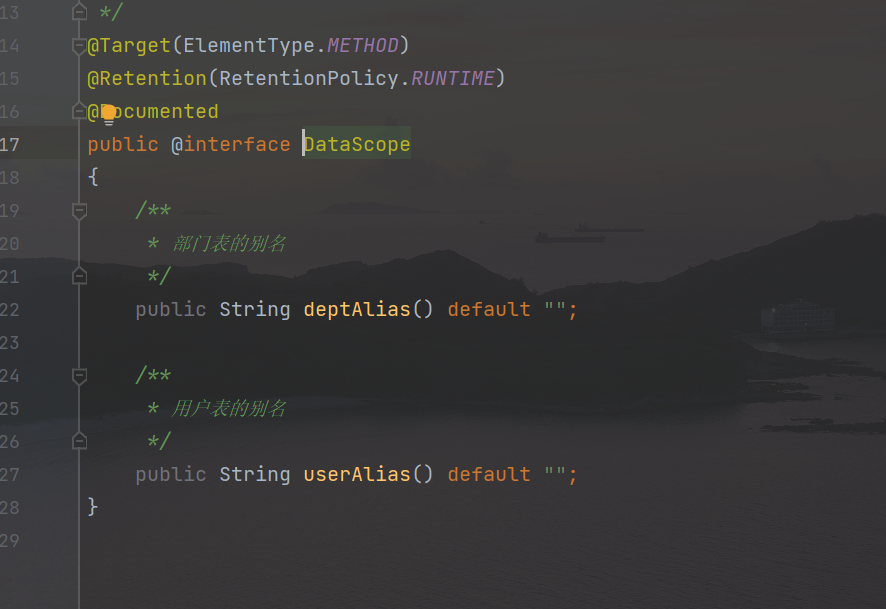 13 */
14 @Target(ElementType.METHOD)
15 @Retention(RetentionPolicy.RUNTIME)
16 @Documented
17 public @interface DataScope
18 {
19 /**
20 * 部门表的别名
21 */
22 public String deptAlias() default "";
23
24 /**
25 * 用户表的别名
26 */
27 public String userAlias() default "";
28 }
29